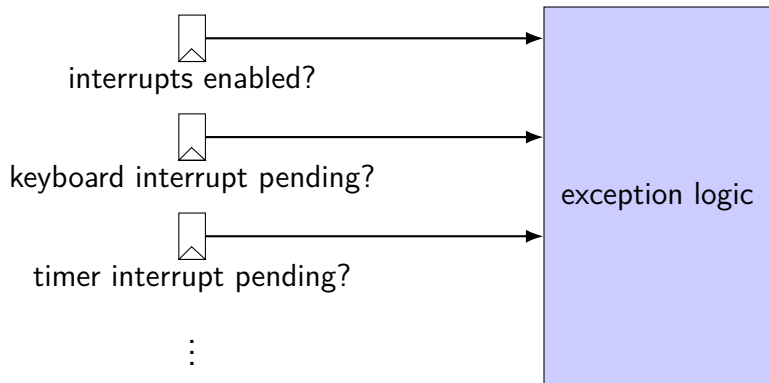 interrupts enabled?
keyboard interrupt pending?
exception logic
timer interrupt pending?
⋮